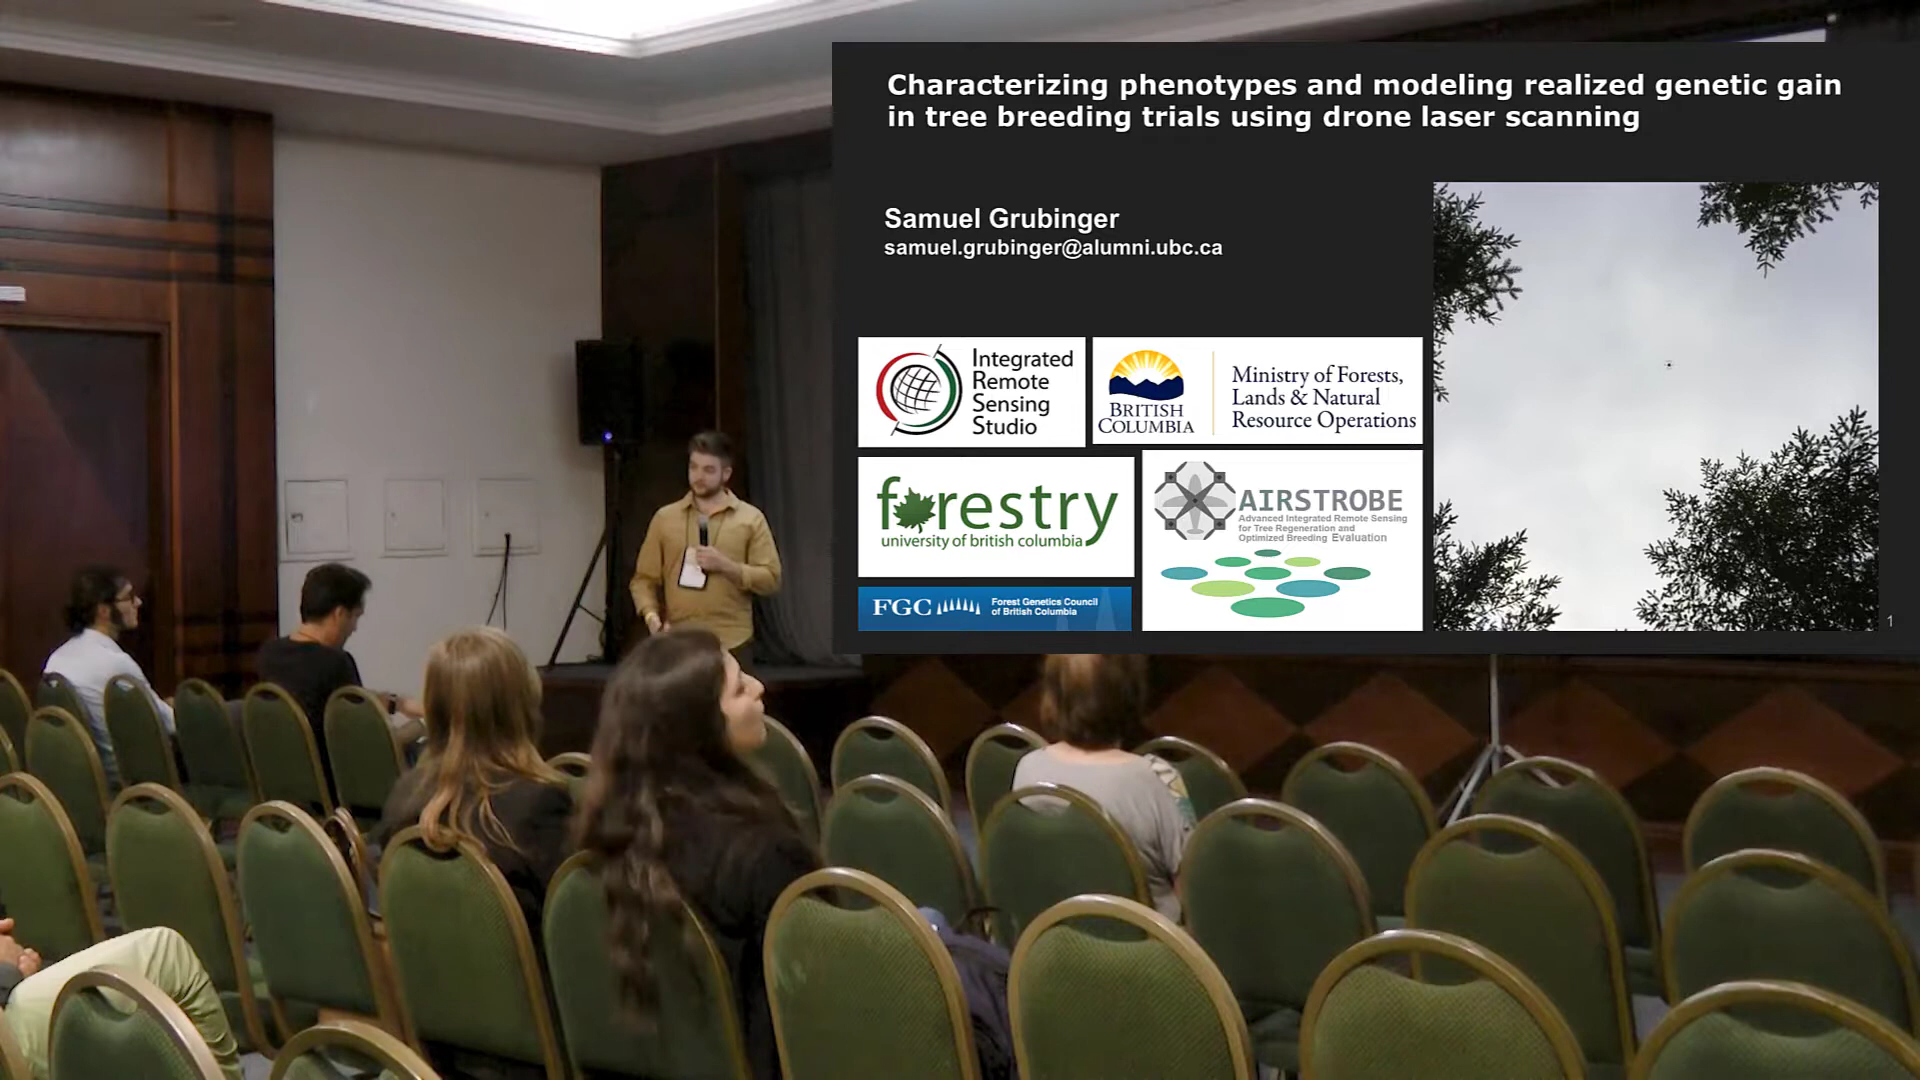 Characterizing phenotypes and modeling realized genetic gain
in tree breeding trials using drone laser scanning
Samuel Grubinger
samuel.grubinger@alumni.ubc.ca
Integrated
Remote
Sensing
Studio
BRITISH
COLUMBIA
Ministry of Forests,
Lands & Natural
Resource Operations
forestry
university of british columbia
AIRSTROBE
Advanced Integrated Remote Sensing
for Tree Regeneration and
Optimized Breeding Evaluation
FGC
Forest Genetics Council
of British Columbia
1